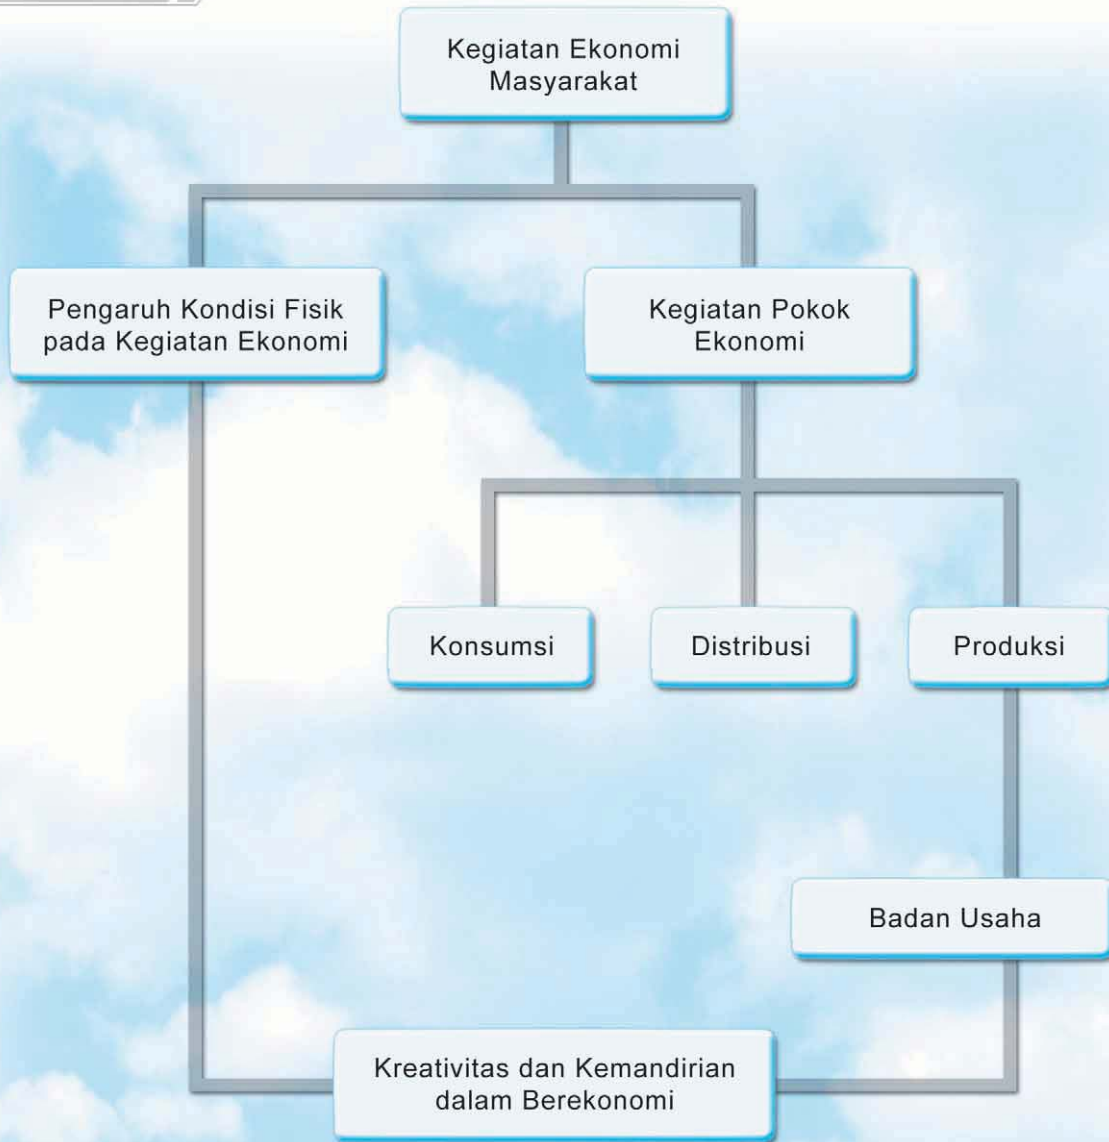 Kegiatan Ekonomi
Masyarakat
Pengaruh Kondisi Fisik
pada Kegiatan Ekonomi
Kegiatan Pokok
Ekonomi
Konsumsi
Distribusi
Produksi
Badan Usaha
Kreativitas dan Kemandirian
dalam Berekonomi